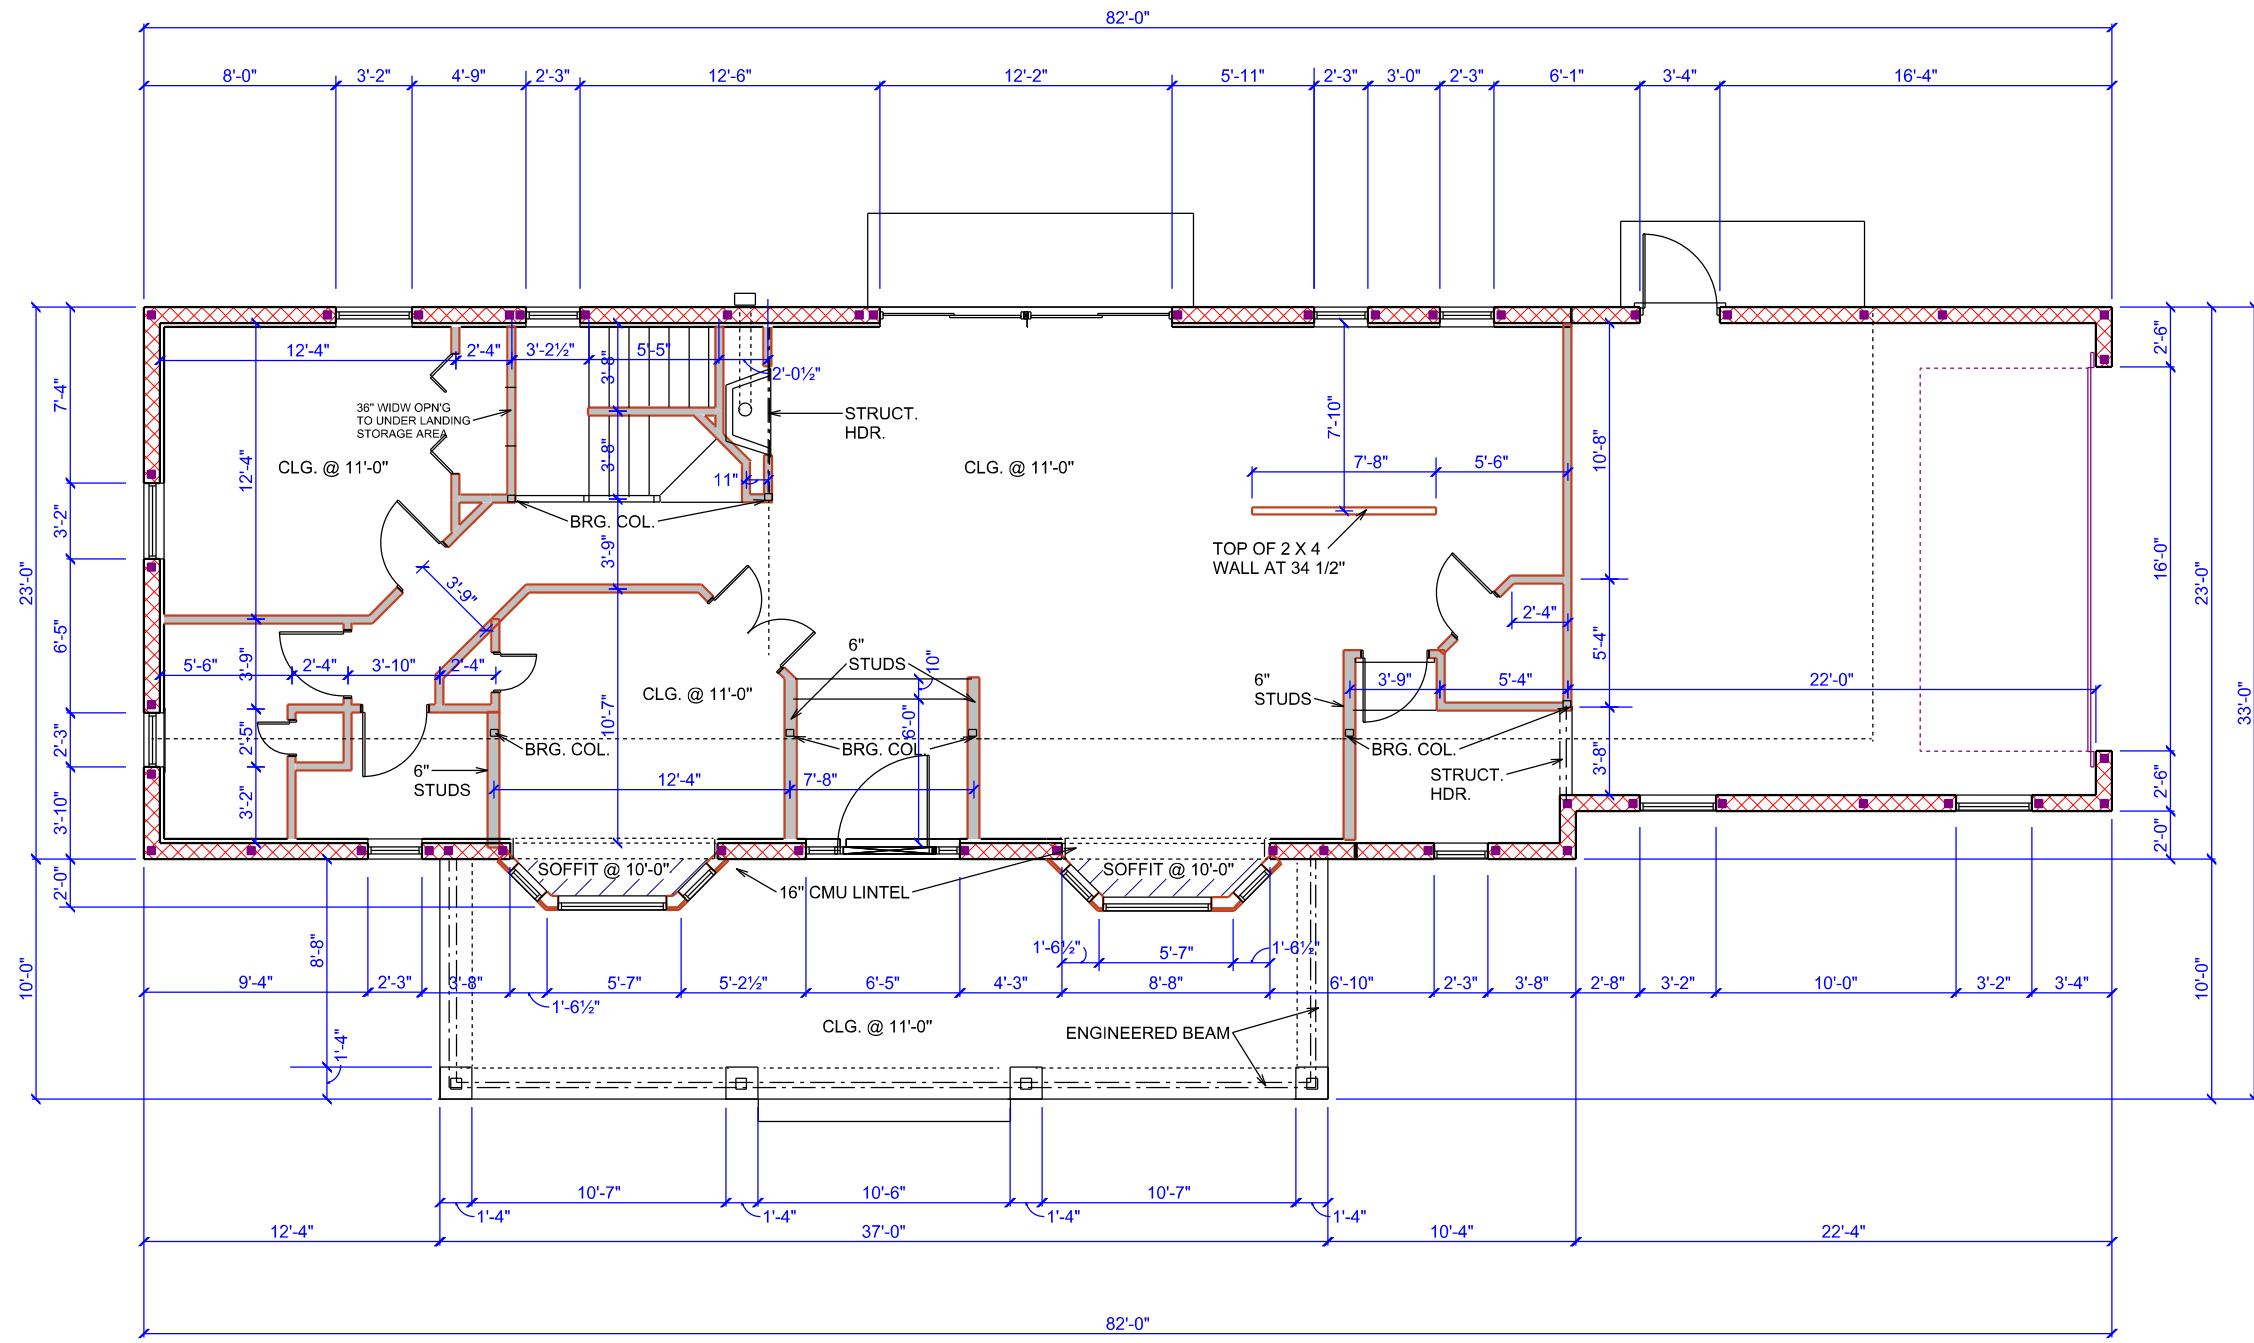 82'-0"
8'-0" 3'-2" 4'-9" 2'-3" 12'-6" 12'-2" 5'-11" 2'-3" 3'-0" 2'-3" 6'-1" 3'-4" 16'-4"
12'-4" 2'-4" 3'-2½" 5'-5"
3'-8"
2'-0½"
2'-6"
7'-4"
36" WIDW OPN'G
TO UNDER LANDING
STORAGE AREA
STRUCT.
HDR.
7'-10"
CLG. @ 11'-0"
12'-4"
3'-8"
11"
CLG. @ 11'-0"
7'-8" 5'-6"
10'-8"
3'-2"
BRG. COL.
3'-9"
TOP OF 2 X 4
WALL AT 34 1/2"
16'-0"
23'-0"
23'-0"
3'-9"
2'-4"
6'-5"
5'-4"
6"
STUDS
10"
5'-6" 2'-4" 3'-10" 2'-4"
3'-9"
CLG. @ 11'-0"
6"
STUDS
3'-9" 5'-4" 22'-0"
33'-0"
10'-7"
6'-0"
2'-3"
2'-5"
BRG. COL.
BRG. COL.
BRG. COL.
3'-8"
6"
STUDS
12'-4" 7'-8"
STRUCT.
HDR.
2'-6"
3'-10"
3'-2"
2'-0"
2'-0"
SOFFIT @ 10'-0"
16" CMU LINTEL
SOFFIT @ 10'-0"
8'-8"
1'-6½" 5'-7" 1'-6½"
10'-0"
10'-0"
9'-4" 2'-3" 3'-8" 5'-7" 5'-2½" 6'-5" 4'-3" 8'-8" 6'-10" 2'-3" 3'-8" 2'-8" 3'-2" 10'-0" 3'-2" 3'-4"
1'-6½"
CLG. @ 11'-0"
ENGINEERED BEAM
1'-4"
10'-7" 10'-6" 10'-7"
1'-4" 1'-4" 1'-4" 1'-4"
12'-4" 37'-0" 10'-4" 22'-4"
82'-0"